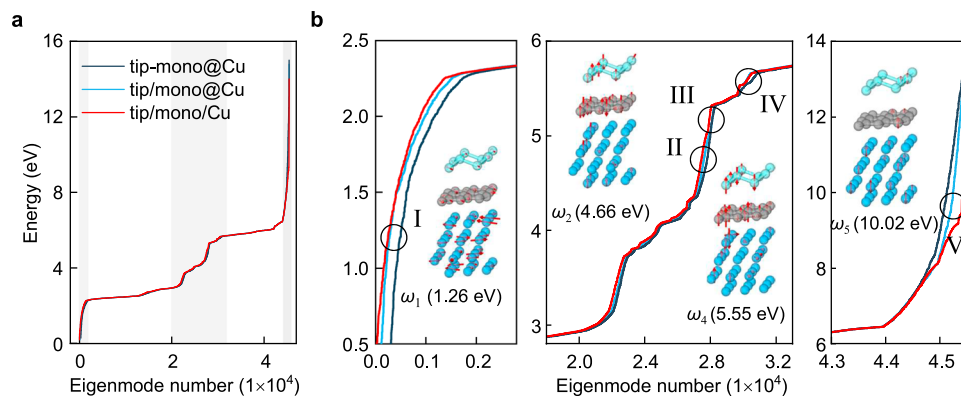 a
b
16
12
8
4
0
Energy (eV)
tip-mono@Cu
tip/mono@Cu
tip/mono/Cu
0
2
4
Eigenmode number (1×10⁴)
2.5
2.0
1.5
1.0
0.5
I
ω₁ (1.26 eV)
0.0
0.1
0.2
6
5
4
3
III
II
IV
ω₂ (4.66 eV)
ω₄ (5.55 eV)
2.0
2.4
2.8
3.2
Eigenmode number (1×10⁴)
14
12
10
8
6
ω₅ (10.02 eV)
V
4.3
4.4
4.5